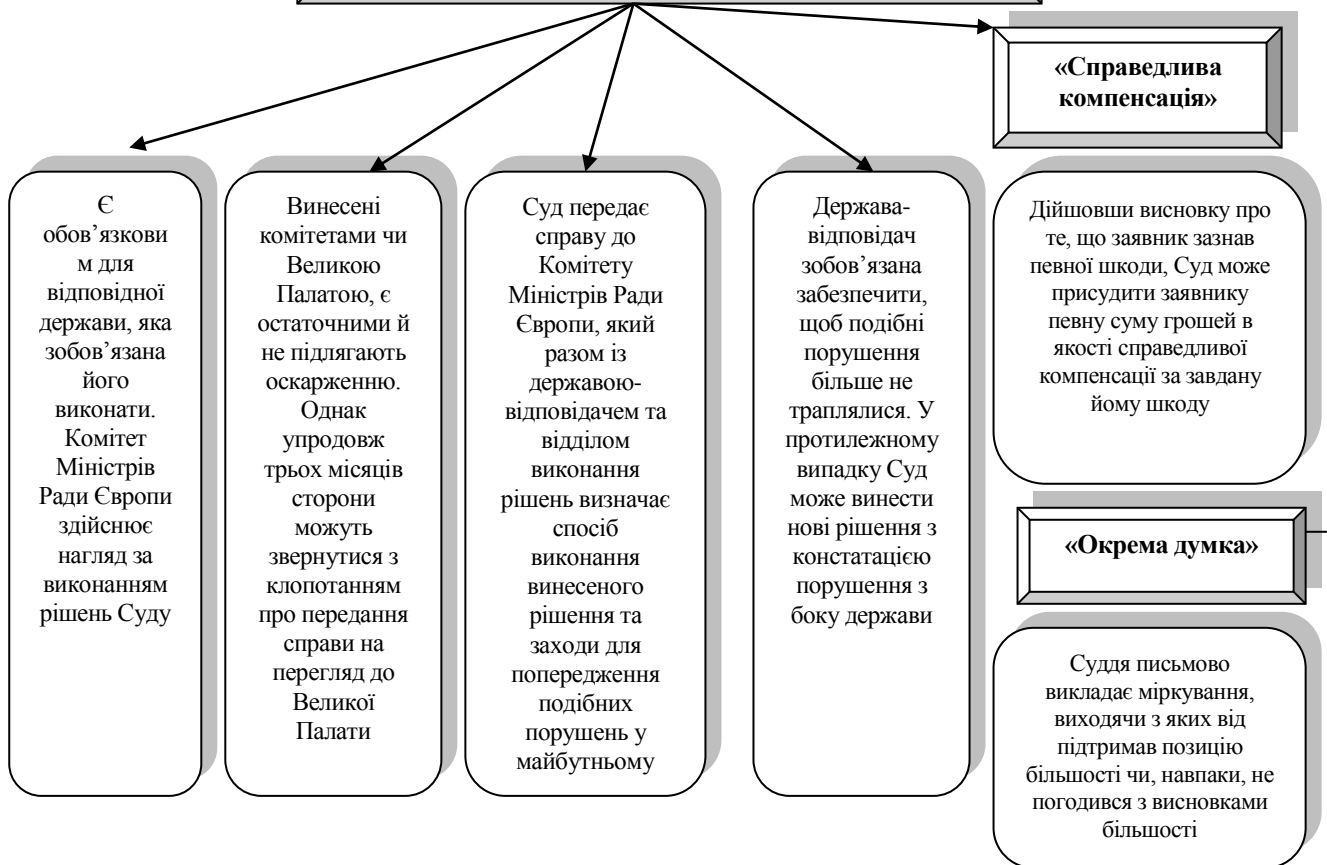 «Справедлива
компенсація»
Є
обов’язкови
м для
відповідної
держави, яка
зобов’язана
його
виконати.
Комітет
Міністрів
Ради Європи
здійснює
нагляд за
виконанням
рішень Суду
Винесені
комітетами чи
Великою
Палатою, є
остаточними й
не підлягають
оскарженню.
Однак
упродовж
трьох місяців
сторони
можуть
звернутися з
клопотанням
про передання
справи на
перегляд до
Великої
Палати
Суд передає
справу до
Комітету
Міністрів Ради
Європи, який
разом із
державою-
відповідачем та
відділом
виконання
рішень визначає
спосіб
виконання
винесеного
рішення та
заходи для
попередження
подібних
порушень у
майбутньому
Держава-
відповідач
зобов’язана
забезпечити,
щоб подібні
порушення
більше не
траплялися. У
протилежному
випадку Суд
може винести
нові рішення з
констатацією
порушення з
боку держави
Дійшовши висновку про
те, що заявник зазнав
певної шкоди, Суд може
присудити заявнику
певну суму грошей в
якості справедливої
компенсації за завдану
йому шкоду
«Окрема думка»
Суддя письмово
викладає міркування,
виходячи з яких від
підтримав позицію
більшості чи, навпаки, не
погодився з висновками
більшості